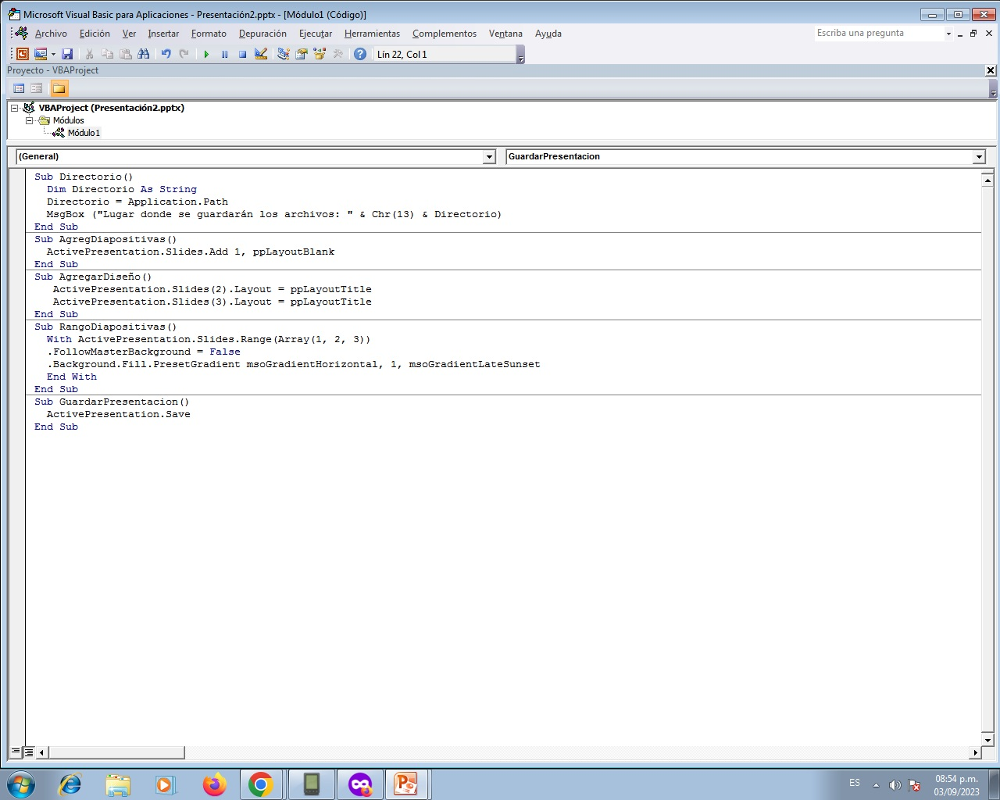 Microsoft Visual Basic para Aplicaciones - Presentación2.pptx - [Módulo1 (Código)]
Archivo Edición Ver Insertar Formato Depuración Ejecutar Herramientas Complementos Ventana Ayuda Escriba una pregunta
Lín 22, Col 1
Proyecto - VBAProject
VBAProject (Presentación2.pptx)
Módulos
Módulo1
(General) GuardarPresentacion
Sub Directorio()
Dim Directorio As String
Directorio = Application.Path
MsgBox ("Lugar donde se guardarán los archivos: " & Chr(13) & Directorio)
End Sub
Sub AgregDiapositivas()
ActivePresentation.Slides.Add 1, ppLayoutBlank
End Sub
Sub AgregarDiseño()
ActivePresentation.Slides(2).Layout = ppLayoutTitle
ActivePresentation.Slides(3).Layout = ppLayoutTitle
End Sub
Sub RangoDiapositivas()
With ActivePresentation.Slides.Range(Array(1, 2, 3))
.FollowMasterBackground = False
.Background.Fill.PresetGradient msoGradientHorizontal, 1, msoGradientLateSunset
End With
End Sub
Sub GuardarPresentacion()
ActivePresentation.Save
End Sub
ES
08:54 p.m.
03/09/2023